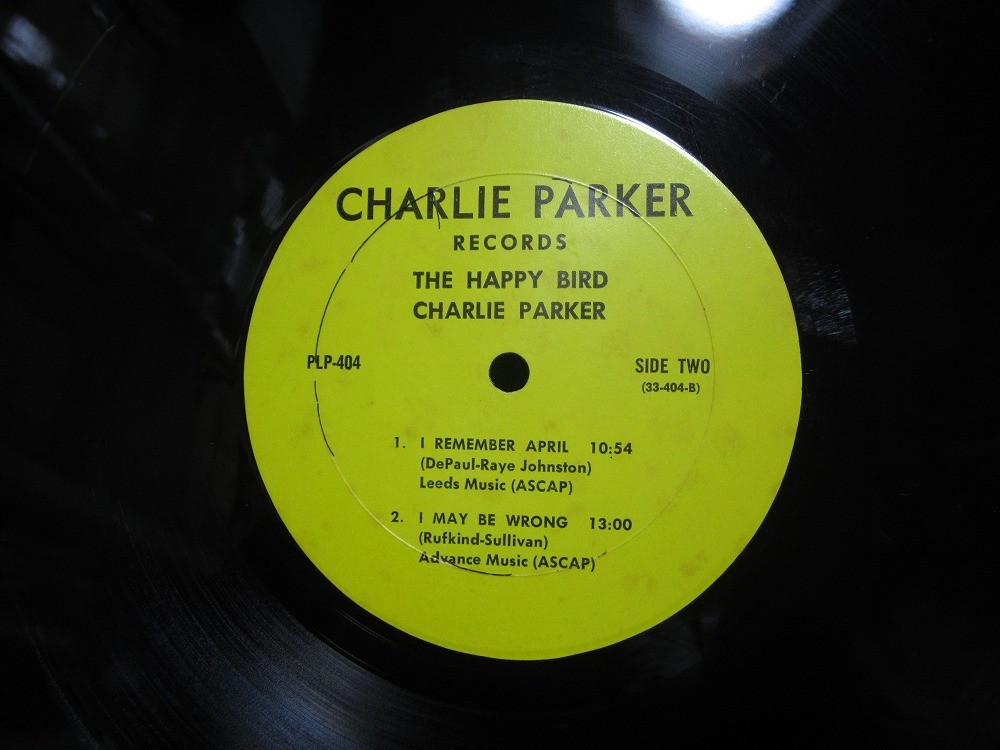 CHARLIE PARKER
RECORDS
THE HAPPY BIRD
CHARLIE PARKER
PLP-404
SIDE TWO
(33-404-B)
1. I REMEMBER APRIL 10:54
(DePaul-Raye Johnston)
Leeds Music (ASCAP)
2. I MAY BE WRONG 13:00
(Rufkind-Sullivan)
Advance Music (ASCAP)